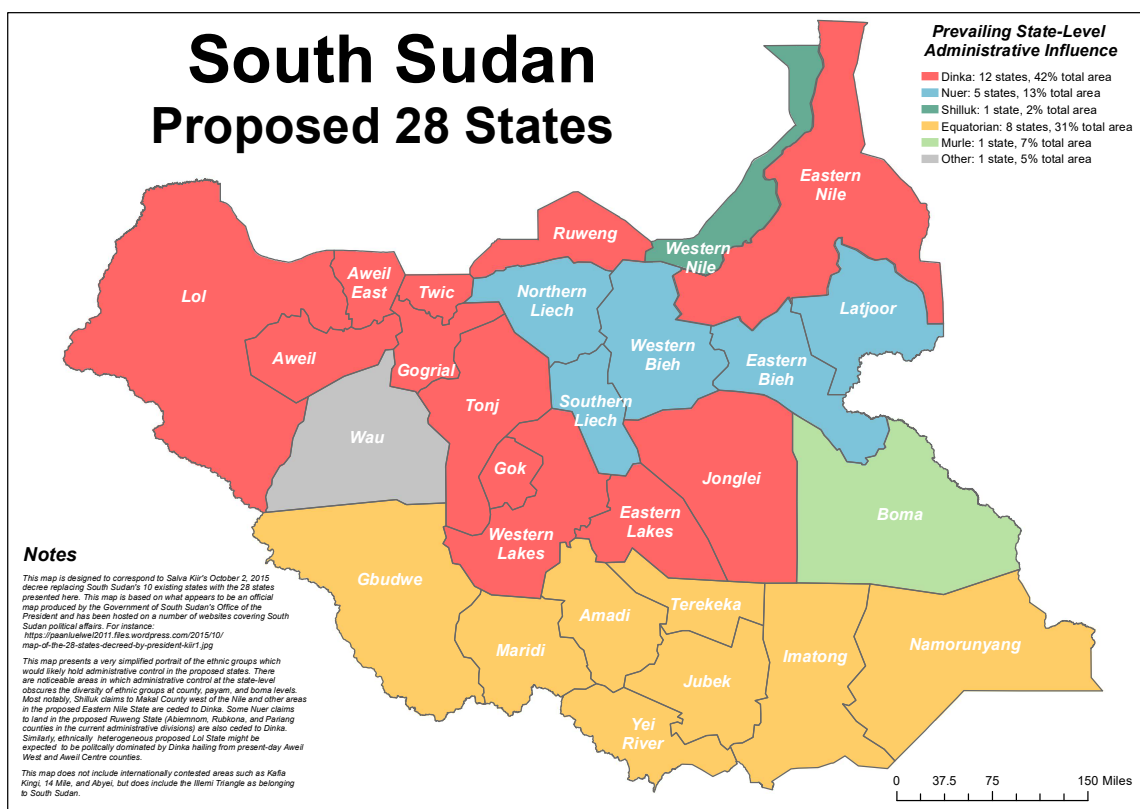 South Sudan
Proposed 28 States
Prevailing State-Level
Administrative Influence
Dinka: 12 states, 42% total area
Nuer: 5 states, 13% total area
Shilluk: 1 state, 2% total area
Equatorian: 8 states, 31% total area
Murle: 1 state, 7% total area
Other: 1 state, 5% total area
Eastern
Nile
Ruweng
Western
Nile
Lol
Aweil
East
Twic
Northern
Liech
Latjoor
Western
Bieh
Eastern
Bieh
Aweil
Gogrial
Tonj
Southern
Liech
Wau
Gok
Jonglei
Eastern
Lakes
Western
Lakes
Boma
Gbudwe
Amadi
Terekeka
Maridi
Imatong
Namorunyang
Jubek
Yei
River
Notes
This map is designed to correspond to Salva Kiir's October 2, 2015
decree replacing South Sudan's 10 existing states with the 28 states
presented here. This map is based on what appears to be an official
map produced by the Government of South Sudan's Office of the
President and has been hosted on a number of websites covering South
Sudan political affairs. For instance:
https://paanluelwel2011.files.wordpress.com/2015/10/
map-of-the-28-states-decreed-by-president-kiir1.jpg
This map presents a very simplified portrait of the ethnic groups which
would likely hold administrative control in the proposed states. There
are noticeable areas in which administrative control at the state-level
obscures the diversity of ethnic groups at county, payam, and boma levels.
Most notably, Shilluk claims to Makal County west of the Nile and other areas
in the proposed Eastern Nile State are ceded to Dinka. Some Nuer claims
to land in the proposed Ruweng State (Abiemnom, Rubkona, and Pariang
counties in the current administrative divisions) are also ceded to Dinka.
Similarly, ethnically heterogeneous proposed Lol State might be
expected to be politcally dominated by Dinka hailing from present-day Aweil
West and Aweil Centre counties.
This map does not include internationally contested areas such as Kafia
Kingi, 14 Mile, and Abyei, but does include the Illemi Triangle as belonging
to South Sudan.
0 37.5 75 150 Miles